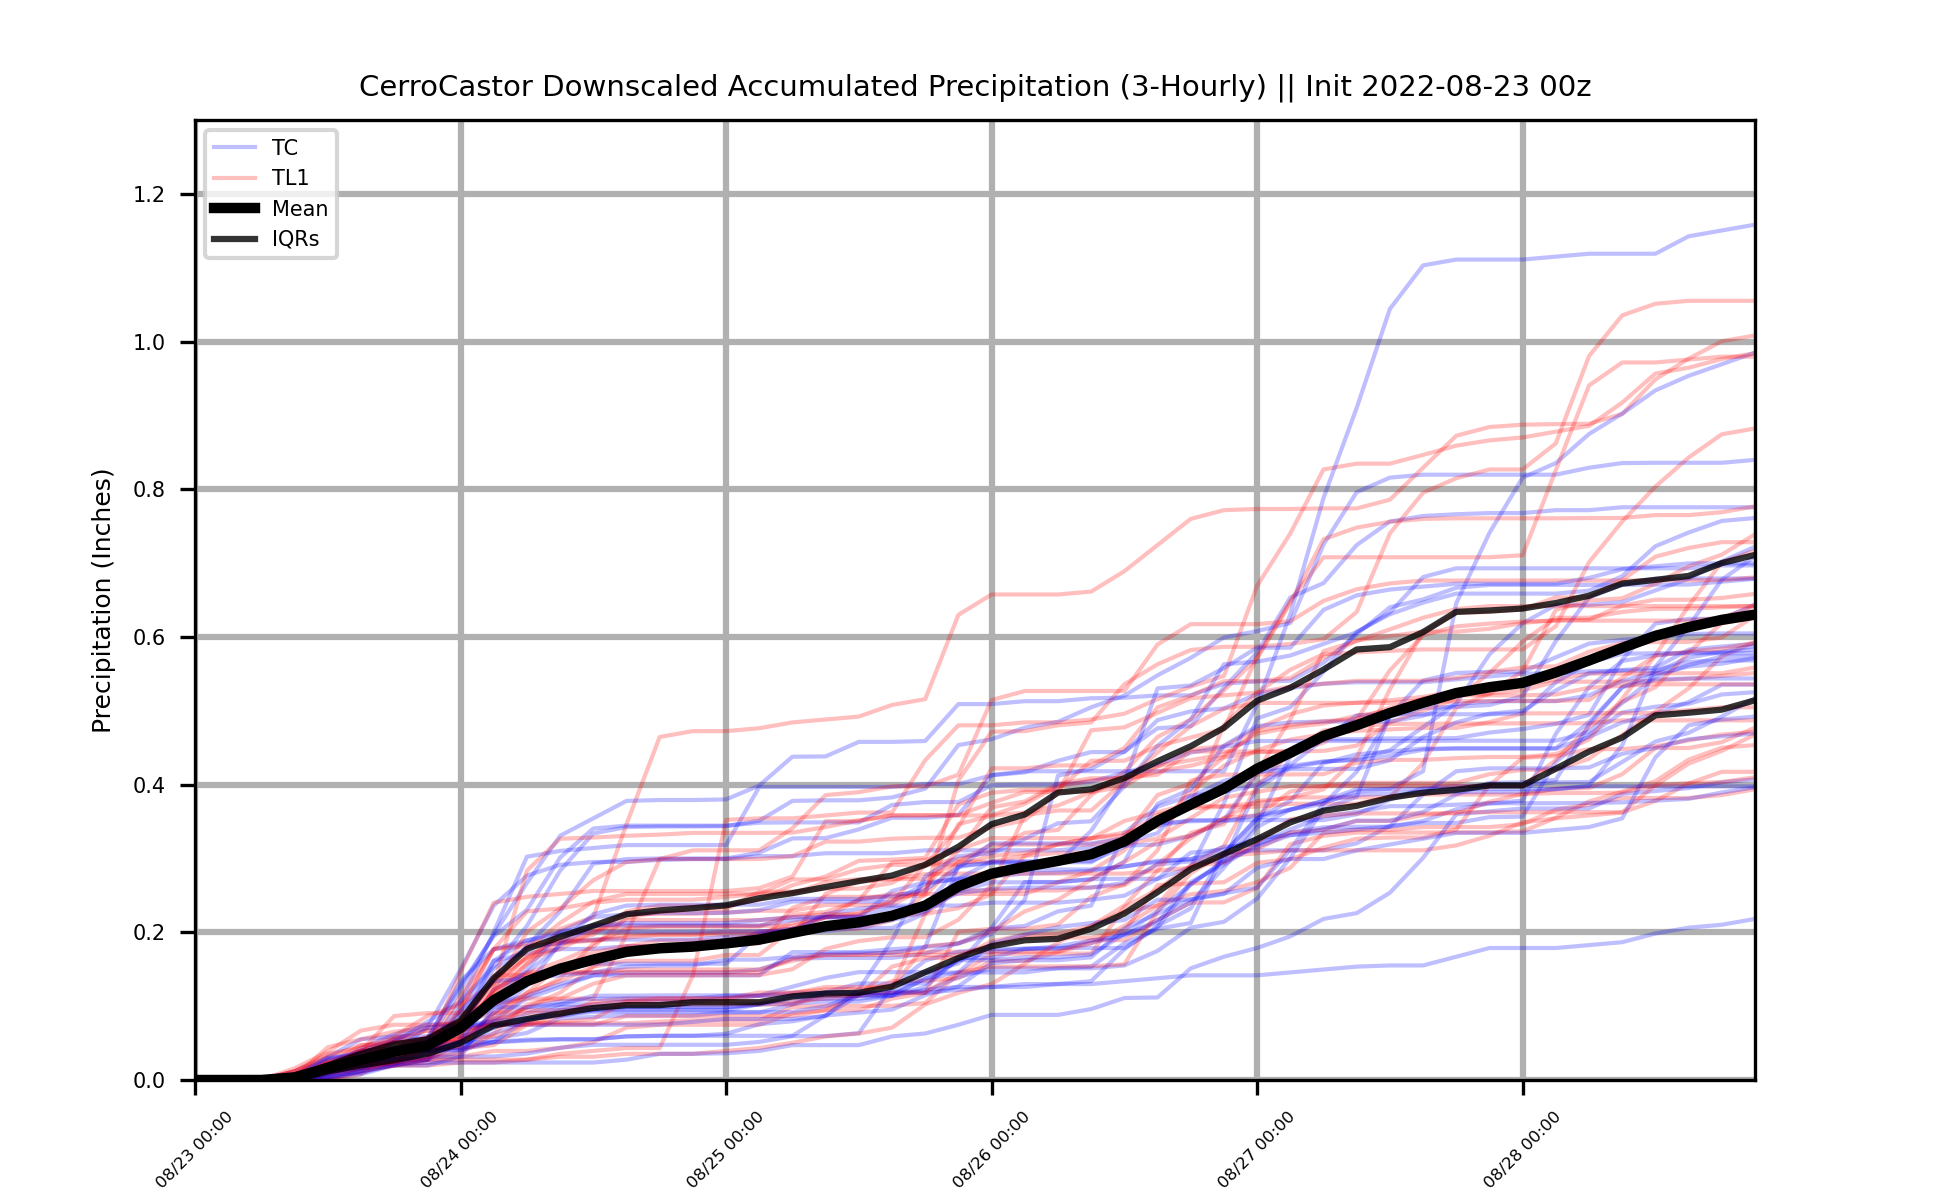 CerroCastor Downscaled Accumulated Precipitation (3-Hourly) || Init 2022-08-23 00z
TC
TL1
Mean
IQRs
Precipitation (Inches)
1.2
1.0
0.8
0.6
0.4
0.2
0.0
08/23 00:00
08/24 00:00
08/25 00:00
08/26 00:00
08/27 00:00
08/28 00:00